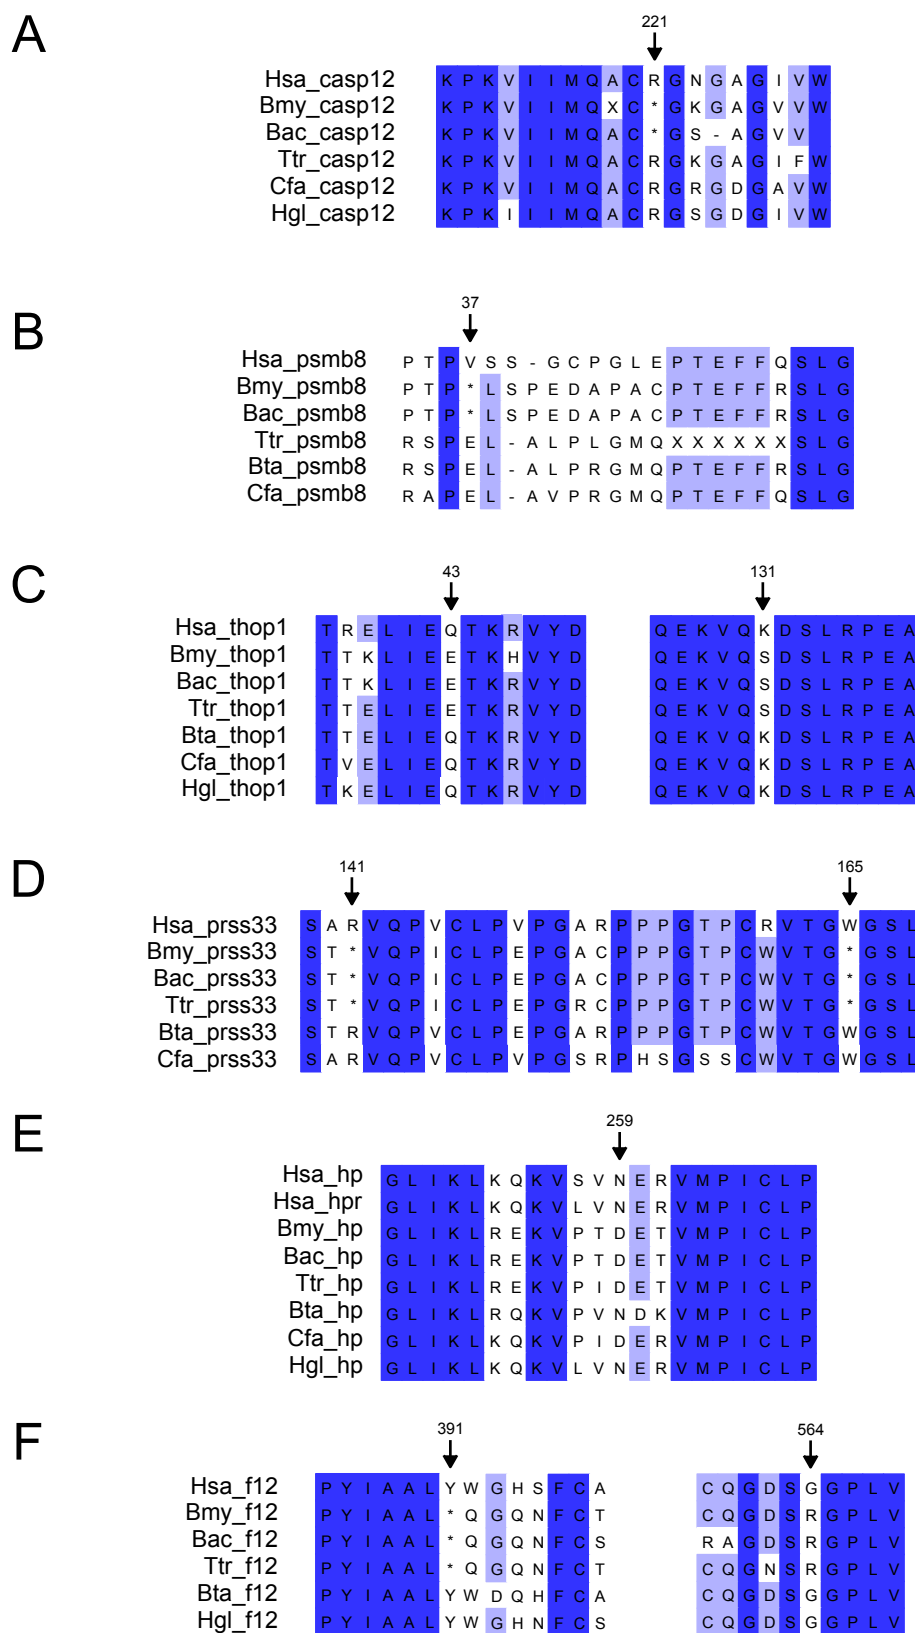 A
221
Hsa_casp12 K P K V I I M Q A C R G N G A G I V W
Bmy_casp12 K P K V I I M Q X C * G K G A G V V W
Bac_casp12 K P K V I I M Q A C * G S - A G V V
Ttr_casp12 K P K V I I M Q A C R G K G A G I F W
Cfa_casp12 K P K V I I M Q A C R G R G D G A V W
Hgl_casp12 K P K I I I M Q A C R G S G D G I V W
B
37
Hsa_psmb8 P T P V S S - G C P G L E P T E F F Q S L G
Bmy_psmb8 P T P * L S P E D A P A C P T E F F R S L G
Bac_psmb8 P T P * L S P E D A P A C P T E F F R S L G
Ttr_psmb8 R S P E L - A L P L G M Q X X X X X X S L G
Bta_psmb8 R S P E L - A L P R G M Q P T E F F R S L G
Cfa_psmb8 R A P E L - A V P R G M Q P T E F F Q S L G
C
43 131
Hsa_thop1 T R E L I E Q T K R V Y D Q E K V Q K D S L R P E A
Bmy_thop1 T T K L I E E T K H V Y D Q E K V Q S D S L R P E A
Bac_thop1 T T K L I E E T K R V Y D Q E K V Q S D S L R P E A
Ttr_thop1 T T E L I E E T K R V Y D Q E K V Q S D S L R P E A
Bta_thop1 T T E L I E Q T K R V Y D Q E K V Q K D S L R P E A
Cfa_thop1 T V E L I E Q T K R V Y D Q E K V Q K D S L R P E A
Hgl_thop1 T K E L I E Q T K R V Y D Q E K V Q K D S L R P E A
D
141 165
Hsa_prss33 S A R V Q P V C L P V P G A R P P P G T P C R V T G W G S L
Bmy_prss33 S T * V Q P I C L P E P G A C P P P G T P C W V T G * G S L
Bac_prss33 S T * V Q P I C L P E P G A C P P P G T P C W V T G * G S L
Ttr_prss33 S T * V Q P I C L P E P G R C P P P G T P C W V T G * G S L
Bta_prss33 S T R V Q P V C L P E P G A R P P P G T P C W V T G W G S L
Cfa_prss33 S A R V Q P V C L P V P G S R P H S G S S C W V T G W G S L
E
259
Hsa_hp G L I K L K Q K V S V N E R V M P I C L P
Hsa_hpr G L I K L K Q K V L V N E R V M P I C L P
Bmy_hp G L I K L R E K V P T D E T V M P I C L P
Bac_hp G L I K L R E K V P T D E T V M P I C L P
Ttr_hp G L I K L R E K V P I D E T V M P I C L P
Bta_hp G L I K L R Q K V P V N D K V M P I C L P
Cfa_hp G L I K L K Q K V P I D E R V M P I C L P
Hgl_hp G L I K L K Q K V L V N E R V M P I C L P
F
391 564
Hsa_f12 P Y I A A L Y W G H S F C A C Q G D S G G P L V
Bmy_f12 P Y I A A L * Q G Q N F C T C Q G D S R G P L V
Bac_f12 P Y I A A L * Q G Q N F C S R A G D S R G P L V
Ttr_f12 P Y I A A L * Q G Q N F C T C Q G N S R G P L V
Bta_f12 P Y I A A L Y W D Q H F C A C Q G D S G G P L V
Hgl_f12 P Y I A A L Y W G H N F C S C Q G D S G G P L V